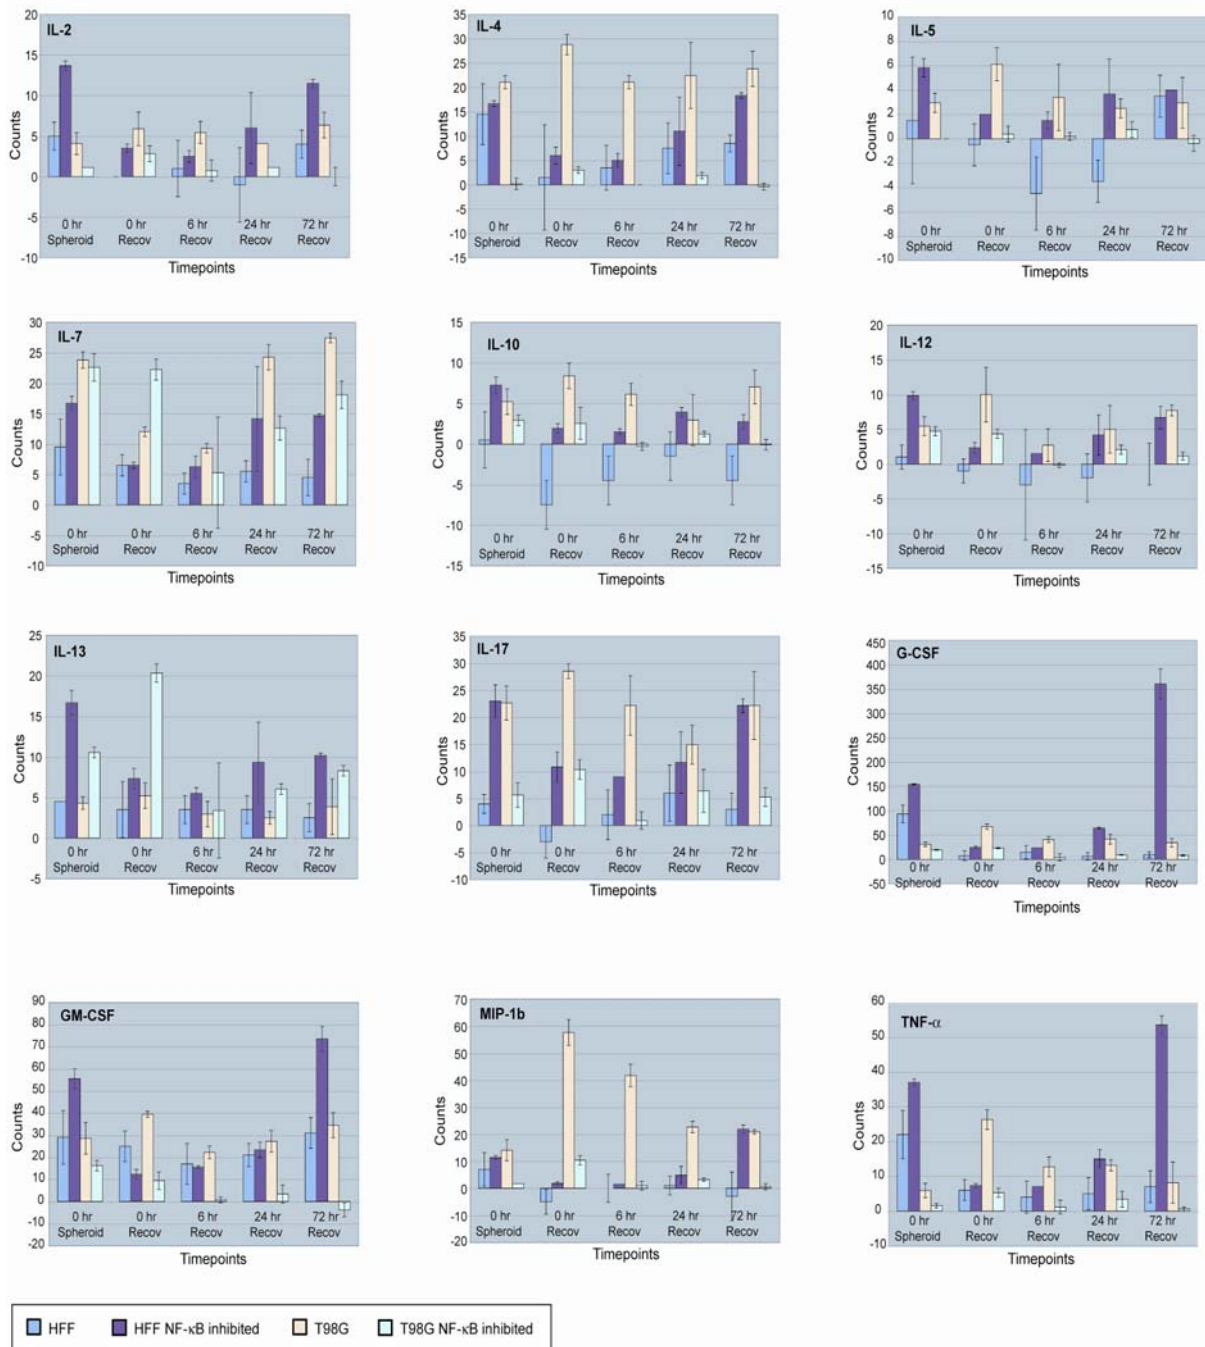 IL-2
20
15
10
5
0
-5
-10
Counts
0 hr 0 hr 6 hr 24 hr 72 hr
Spheroid Recov Recov Recov Recov
Timepoints
IL-4
35
30
25
20
15
10
5
0
-5
-10
-15
Counts
0 hr 0 hr 6 hr 24 hr 72 hr
Spheroid Recov Recov Recov Recov
Timepoints
IL-5
10
8
6
4
2
0
-2
-4
-6
-8
-10
Counts
0 hr 0 hr 6 hr 24 hr 72 hr
Spheroid Recov Recov Recov Recov
Timepoints
IL-7
30
25
20
15
10
5
0
-5
-10
Counts
0 hr 0 hr 6 hr 24 hr 72 hr
Spheroid Recov Recov Recov Recov
Timepoints
IL-10
15
10
5
0
-5
-10
-15
Counts
0 hr 0 hr 6 hr 24 hr 72 hr
Spheroid Recov Recov Recov Recov
Timepoints
IL-12
20
15
10
5
0
-5
-10
-15
Counts
0 hr 0 hr 6 hr 24 hr 72 hr
Spheroid Recov Recov Recov Recov
Timepoints
IL-13
25
20
15
10
5
0
-5
Counts
0 hr 0 hr 6 hr 24 hr 72 hr
Spheroid Recov Recov Recov Recov
Timepoints
IL-17
35
30
25
20
15
10
5
0
-5
-10
Counts
0 hr 0 hr 6 hr 24 hr 72 hr
Spheroid Recov Recov Recov Recov
Timepoints
G-CSF
450
400
350
300
250
200
150
100
50
0
-50
Counts
0 hr 0 hr 6 hr 24 hr 72 hr
Spheroid Recov Recov Recov Recov
Timepoints
GM-CSF
90
80
70
60
50
40
30
20
10
0
-10
-20
Counts
0 hr 0 hr 6 hr 24 hr 72 hr
Spheroid Recov Recov Recov Recov
Timepoints
MIP-1b
70
60
50
40
30
20
10
0
-10
-20
Counts
0 hr 0 hr 6 hr 24 hr 72 hr
Spheroid Recov Recov Recov Recov
Timepoints
TNF-α
60
50
40
30
20
10
0
-10
Counts
0 hr 0 hr 6 hr 24 hr 72 hr
Spheroid Recov Recov Recov Recov
Timepoints
HFF HFF NF-κB inhibited T98G T98G NF-κB inhibited